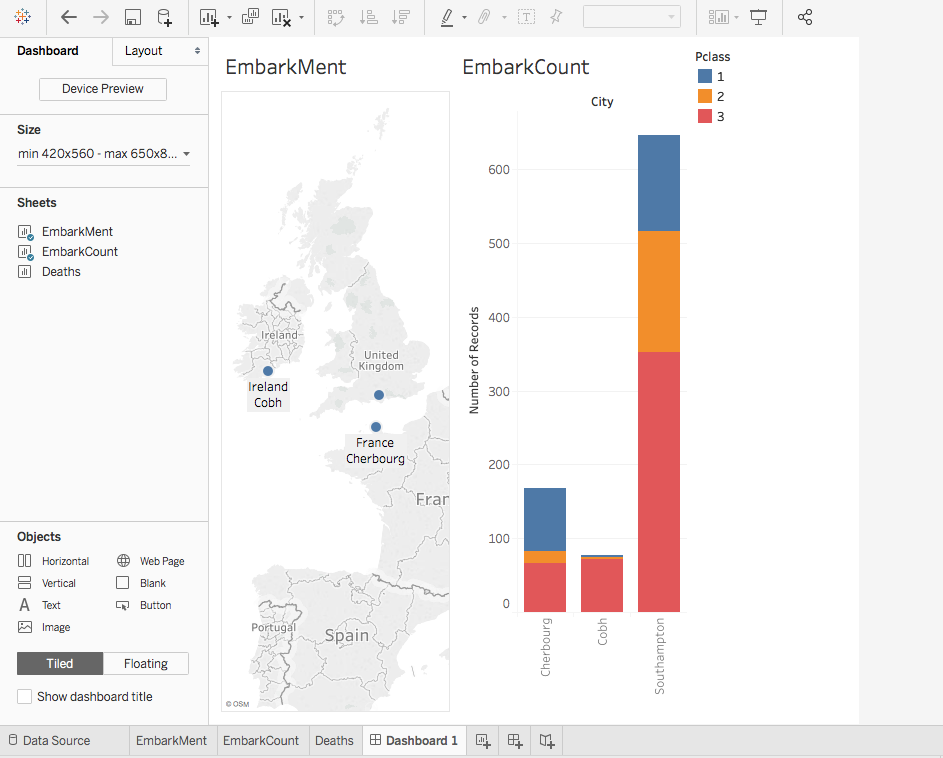 Dashboard
Layout
Device Preview
Size
min 420x560 - max 650x8...
Sheets
EmbarkMent
EmbarkCount
Deaths
Objects
Horizontal
Web Page
Vertical
Blank
Text
Button
Image
Tiled
Floating
Show dashboard title
EmbarkMent
Ireland
United
Kingdom
Ireland
Cobh
France
Cherbourg
Fran
Portugal
Spain
© OSM
EmbarkCount
City
Number of Records
600
500
400
300
200
100
0
Cherbourg
Cobh
Southampton
Pclass
1
2
3
Data Source
EmbarkMent
EmbarkCount
Deaths
Dashboard 1